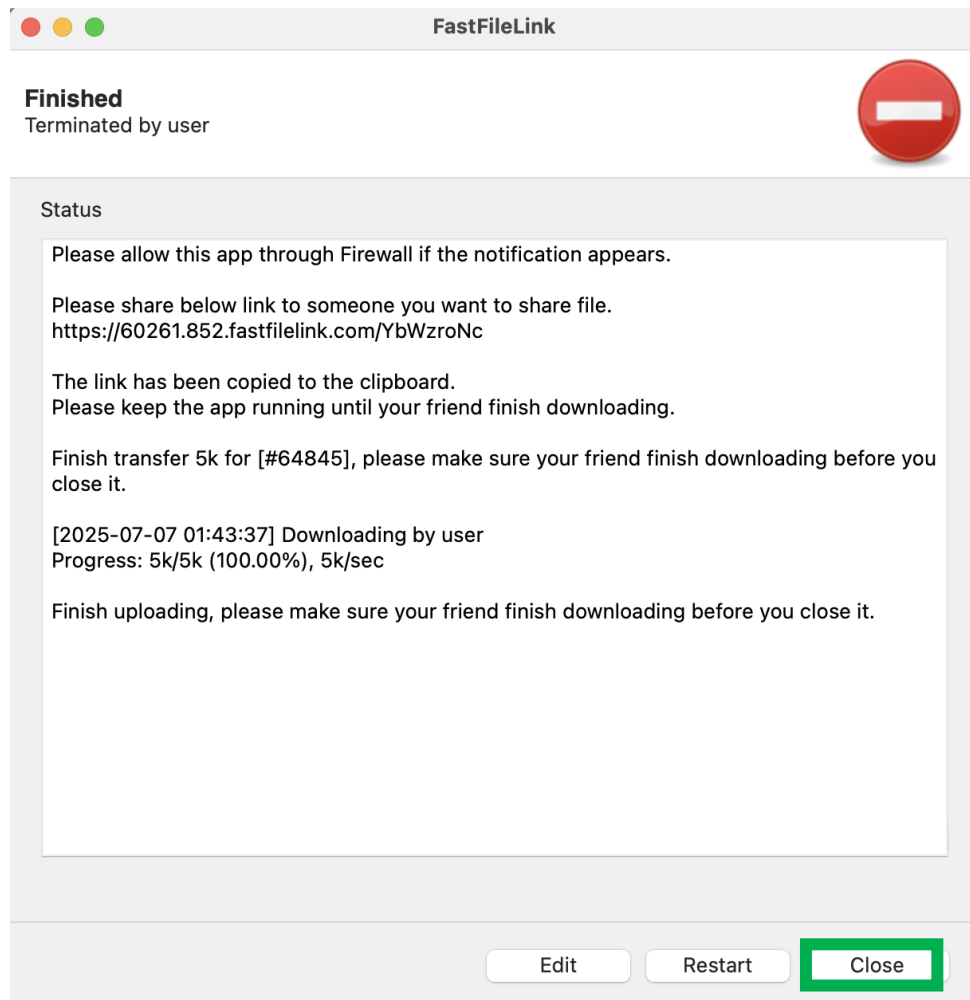 FastFileLink
Finished
Terminated by user
Status
Please allow this app through Firewall if the notification appears.
Please share below link to someone you want to share file.
https://60261.852.fastfilelink.com/YbWzroNc
The link has been copied to the clipboard.
Please keep the app running until your friend finish downloading.
Finish transfer 5k for [#64845], please make sure your friend finish downloading before you
close it.
[2025-07-07 01:43:37] Downloading by user
Progress: 5k/5k (100.00%), 5k/sec
Finish uploading, please make sure your friend finish downloading before you close it.
Edit
Restart
Close